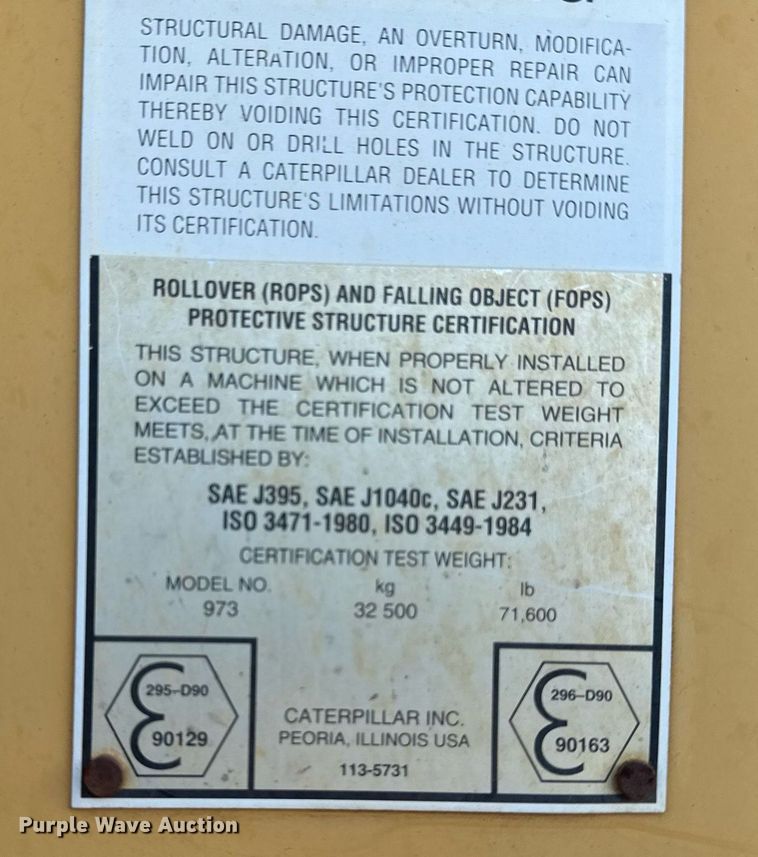 STRUCTURAL DAMAGE, AN OVERTURN, MODIFICA-
TION, ALTERATION, OR IMPROPER REPAIR CAN
IMPAIR THIS STRUCTURE'S PROTECTION CAPABILITY
THEREBY VOIDING THIS CERTIFICATION. DO NOT
WELD ON OR DRILL HOLES IN THE STRUCTURE.
CONSULT A CATERPILLAR DEALER TO DETERMINE
THIS STRUCTURE'S LIMITATIONS WITHOUT VOIDING
ITS CERTIFICATION.
ROLLOVER (ROPS) AND FALLING OBJECT (FOPS)
PROTECTIVE STRUCTURE CERTIFICATION
THIS STRUCTURE, WHEN PROPERLY INSTALLED
ON A MACHINE WHICH IS NOT ALTERED TO
EXCEED THE CERTIFICATION TEST WEIGHT
MEETS, AT THE TIME OF INSTALLATION, CRITERIA
ESTABLISHED BY:
SAE J395, SAE J1040c, SAE J231,
ISO 3471-1980, ISO 3449-1984
CERTIFICATION TEST WEIGHT:
MODEL NO. kg lb
973 32 500 71,600
295-D90
90129
CATERPILLAR INC.
PEORIA, ILLINOIS USA
113-5731
296-D90
90163
Purple Wave Auction